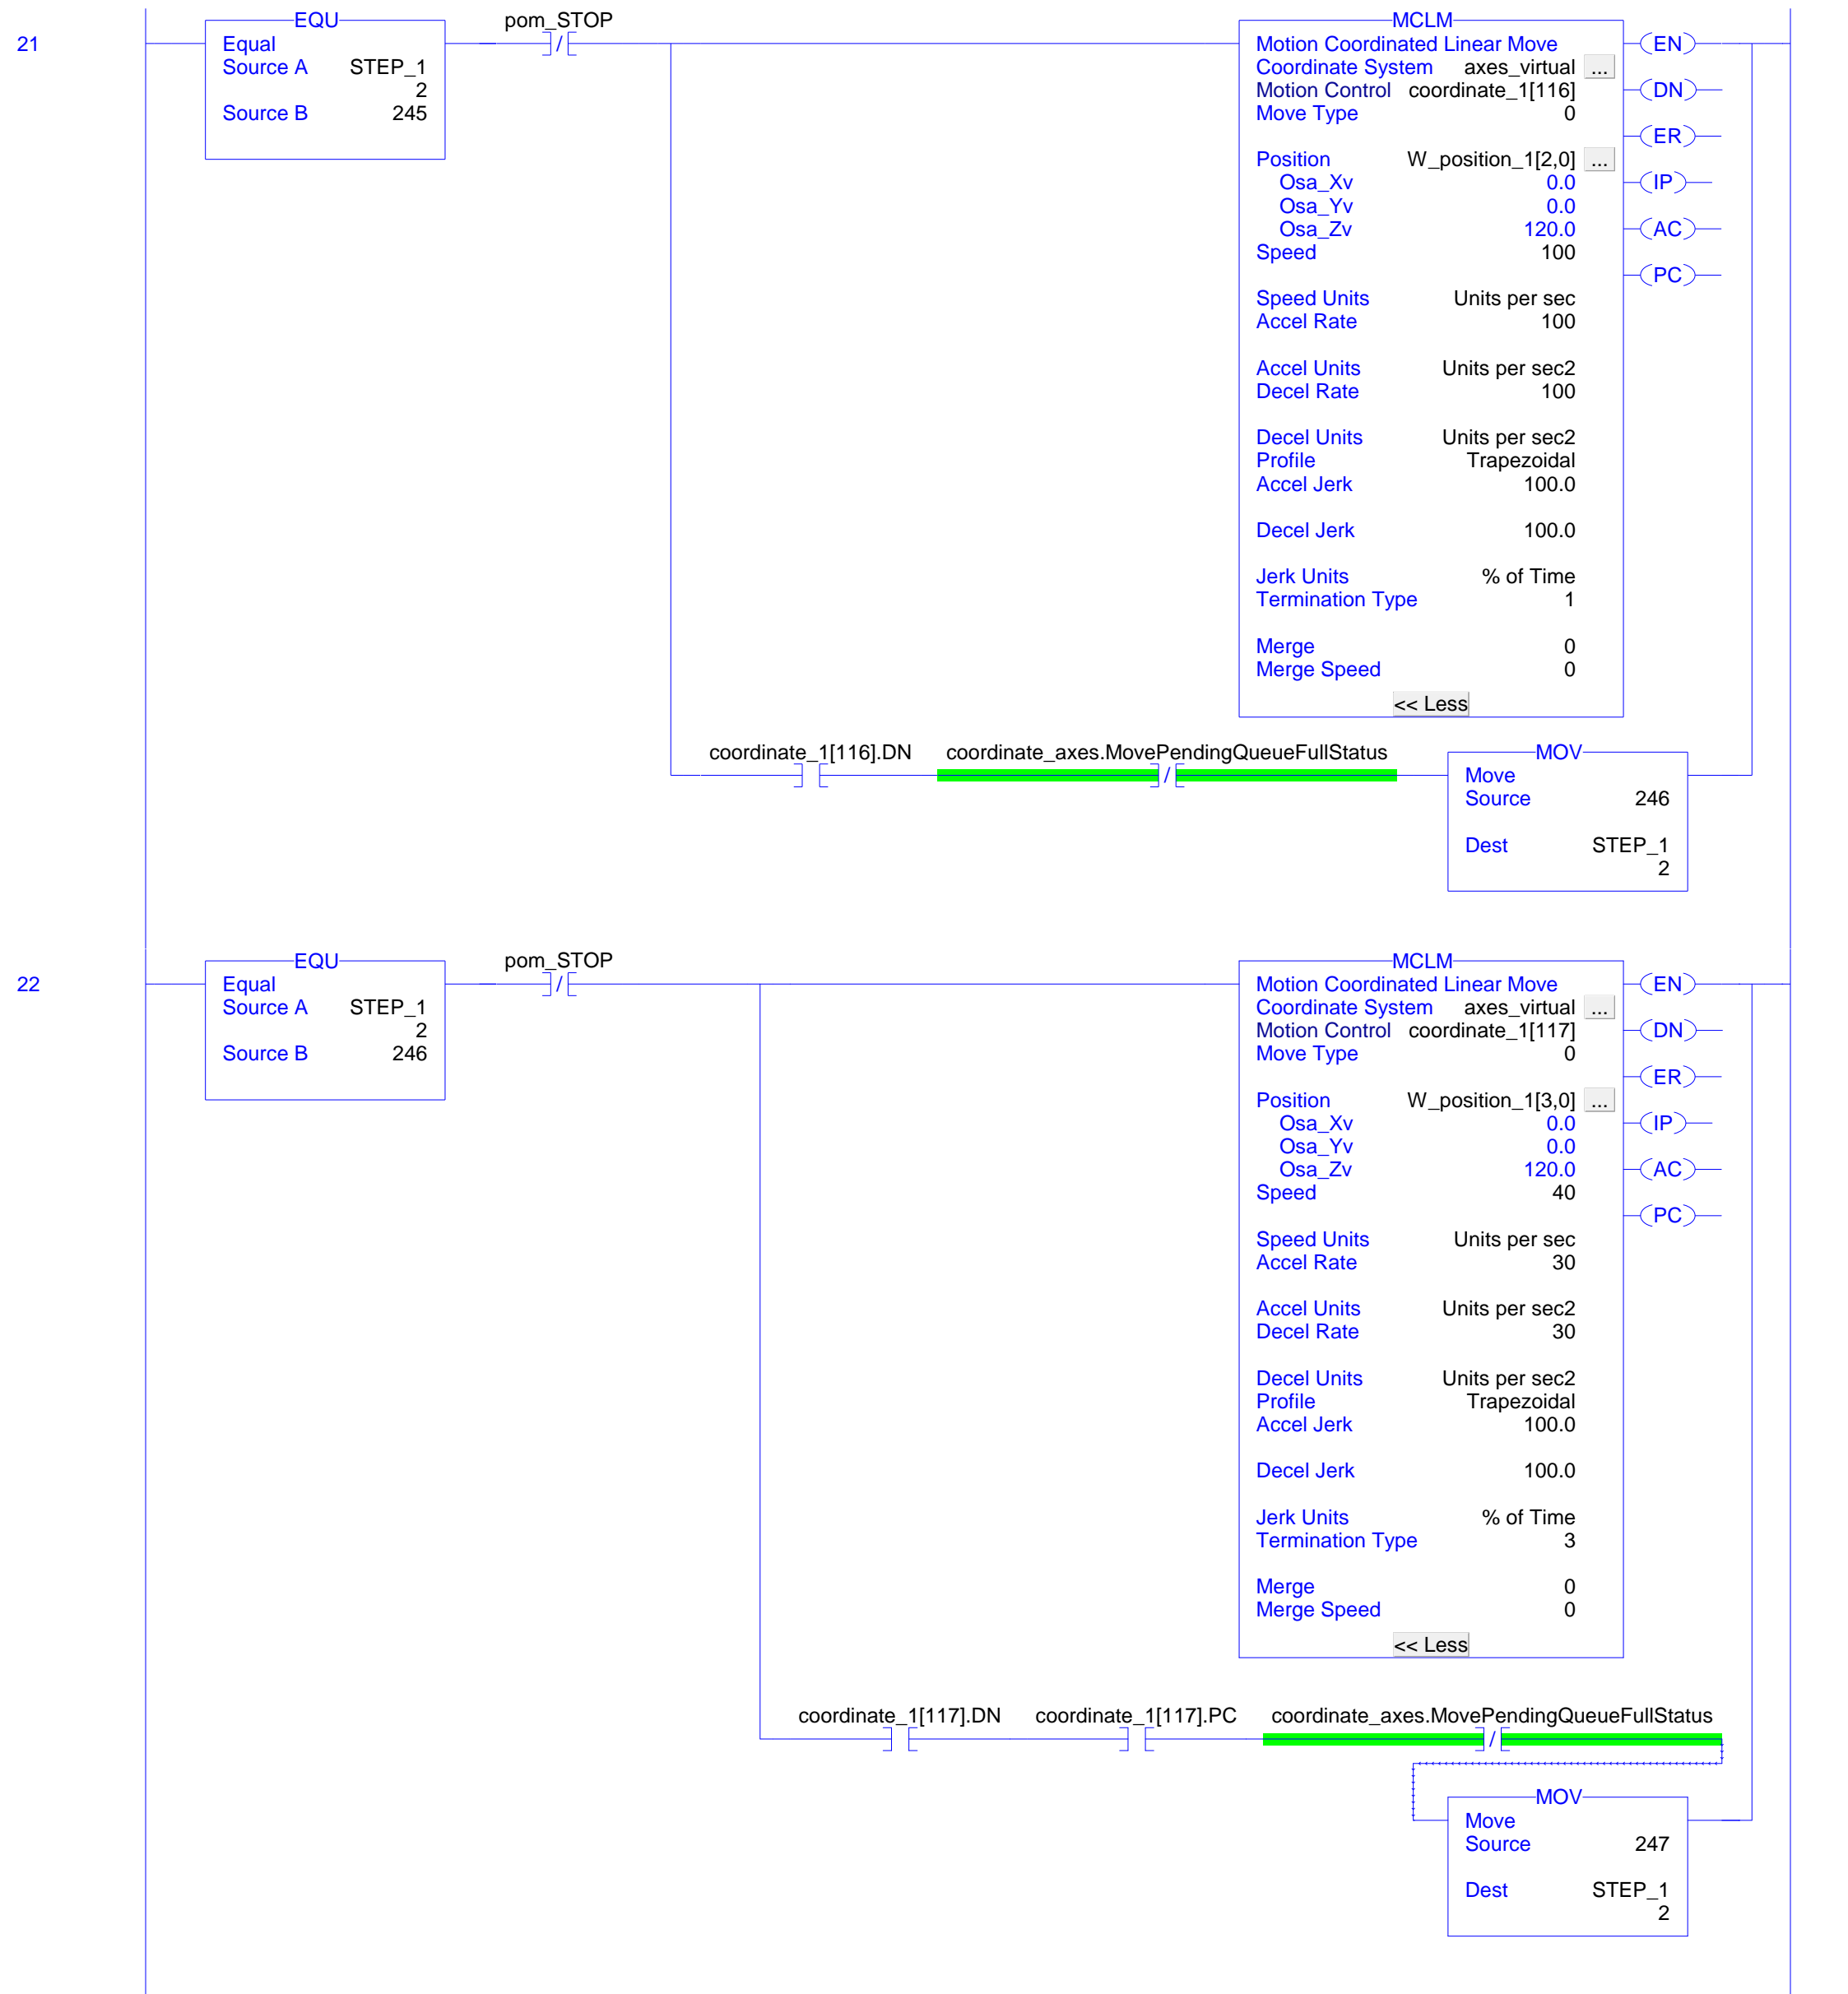 EQU
pom_STOP
MCLM
21
Equal
Motion Coordinated Linear Move
EN
Source A STEP_1
Coordinate System axes_virtual ...
2
Motion Control coordinate_1[116]
DN
Source B 245
Move Type 0
ER
Position W_position_1[2,0] ...
Osa_Xv 0.0
IP
Osa_Yv 0.0
Osa_Zv 120.0
AC
Speed 100
PC
Speed Units Units per sec
Accel Rate 100
Accel Units Units per sec2
Decel Rate 100
Decel Units Units per sec2
Profile Trapezoidal
Accel Jerk 100.0
Decel Jerk 100.0
Jerk Units % of Time
Termination Type 1
Merge 0
Merge Speed 0
<< Less
coordinate_1[116].DN coordinate_axes.MovePendingQueueFullStatus
MOV
Move
Source 246
Dest STEP_1
2
EQU
pom_STOP
MCLM
22
Equal
Motion Coordinated Linear Move
EN
Source A STEP_1
Coordinate System axes_virtual ...
2
Motion Control coordinate_1[117]
DN
Source B 246
Move Type 0
ER
Position W_position_1[3,0] ...
Osa_Xv 0.0
IP
Osa_Yv 0.0
Osa_Zv 120.0
AC
Speed 40
PC
Speed Units Units per sec
Accel Rate 30
Accel Units Units per sec2
Decel Rate 30
Decel Units Units per sec2
Profile Trapezoidal
Accel Jerk 100.0
Decel Jerk 100.0
Jerk Units % of Time
Termination Type 3
Merge 0
Merge Speed 0
<< Less
coordinate_1[117].DN coordinate_1[117].PC coordinate_axes.MovePendingQueueFullStatus
MOV
Move
Source 247
Dest STEP_1
2